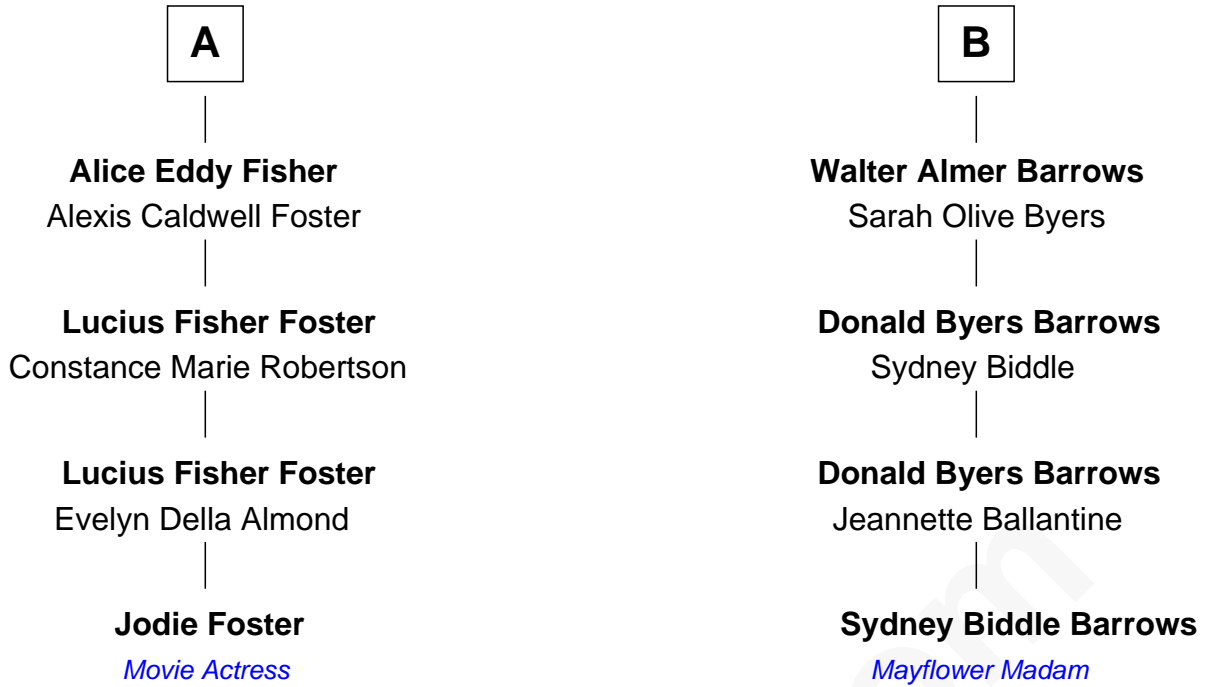 A
Alice Eddy Fisher
Alexis Caldwell Foster
Lucius Fisher Foster
Constance Marie Robertson
Lucius Fisher Foster
Evelyn Della Almond
Jodie Foster
Movie Actress
B
Walter Almer Barrows
Sarah Olive Byers
Donald Byers Barrows
Sydney Biddle
Donald Byers Barrows
Jeannette Ballantine
Sydney Biddle Barrows
Mayflower Madam